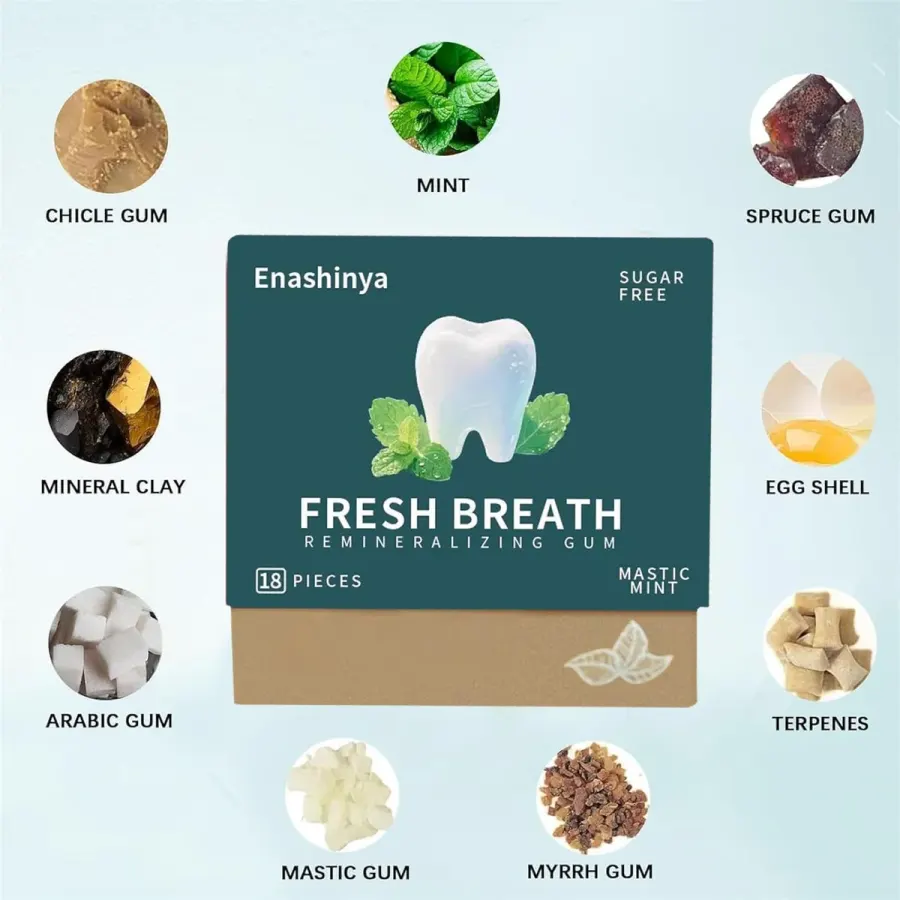 MINT
CHICLE GUM
SPRUCE GUM
Enashinya
SUGAR
FREE
MINERAL CLAY
EGG SHELL
FRESH BREATH
REMINERALIZING GUM
18 PIECES
MASTIC
MINT
ARABIC GUM
TERPENES
MASTIC GUM
MYRRH GUM